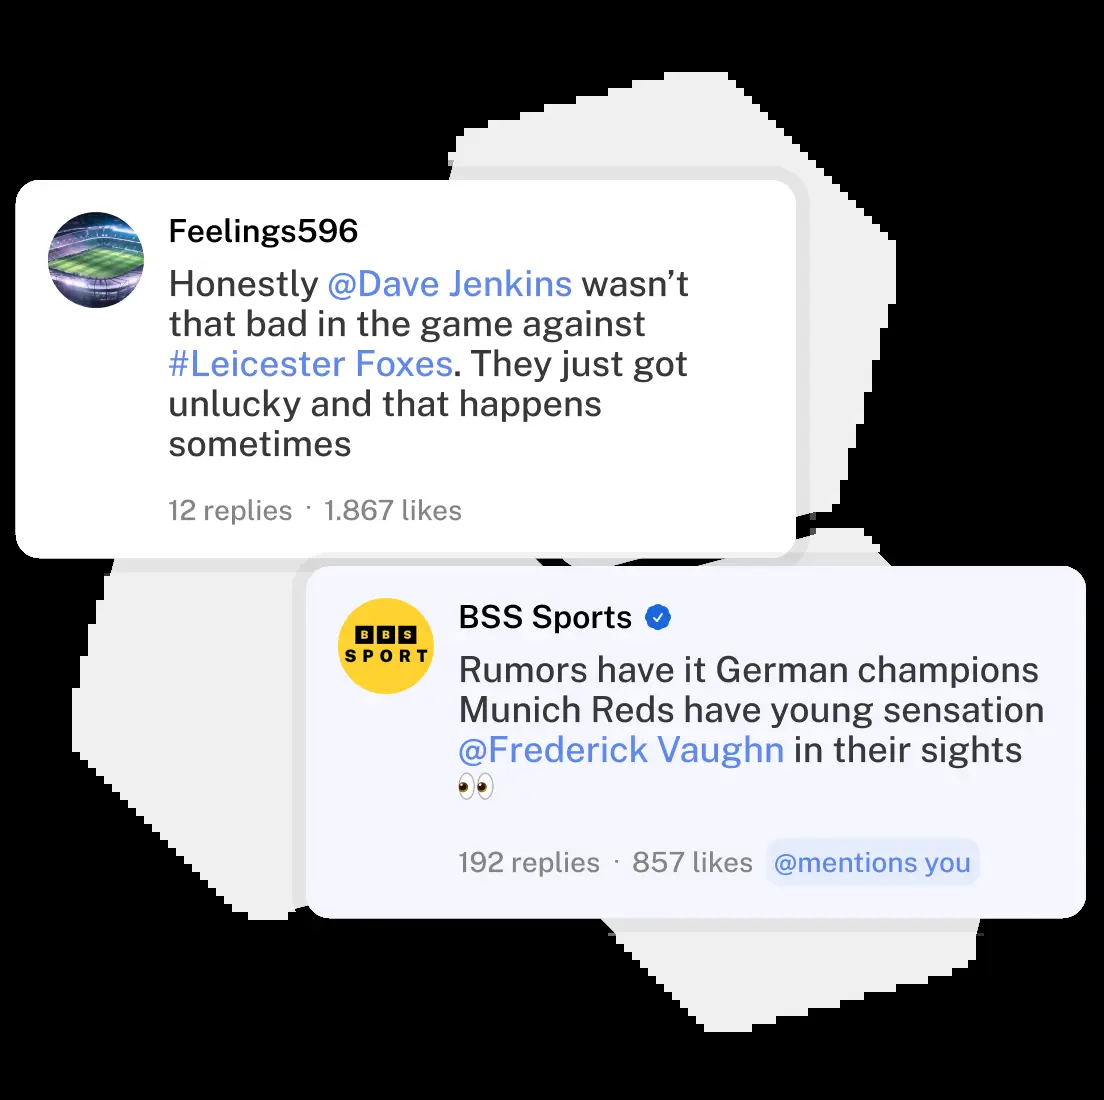 Feelings596
Honestly @Dave Jenkins wasn’t
that bad in the game against
#Leicester Foxes. They just got
unlucky and that happens
sometimes
12 replies · 1.867 likes
BBS
SPORT
BSS Sports
Rumors have it German champions
Munich Reds have young sensation
@Frederick Vaughn in their sights
👀
192 replies · 857 likes @mentions you